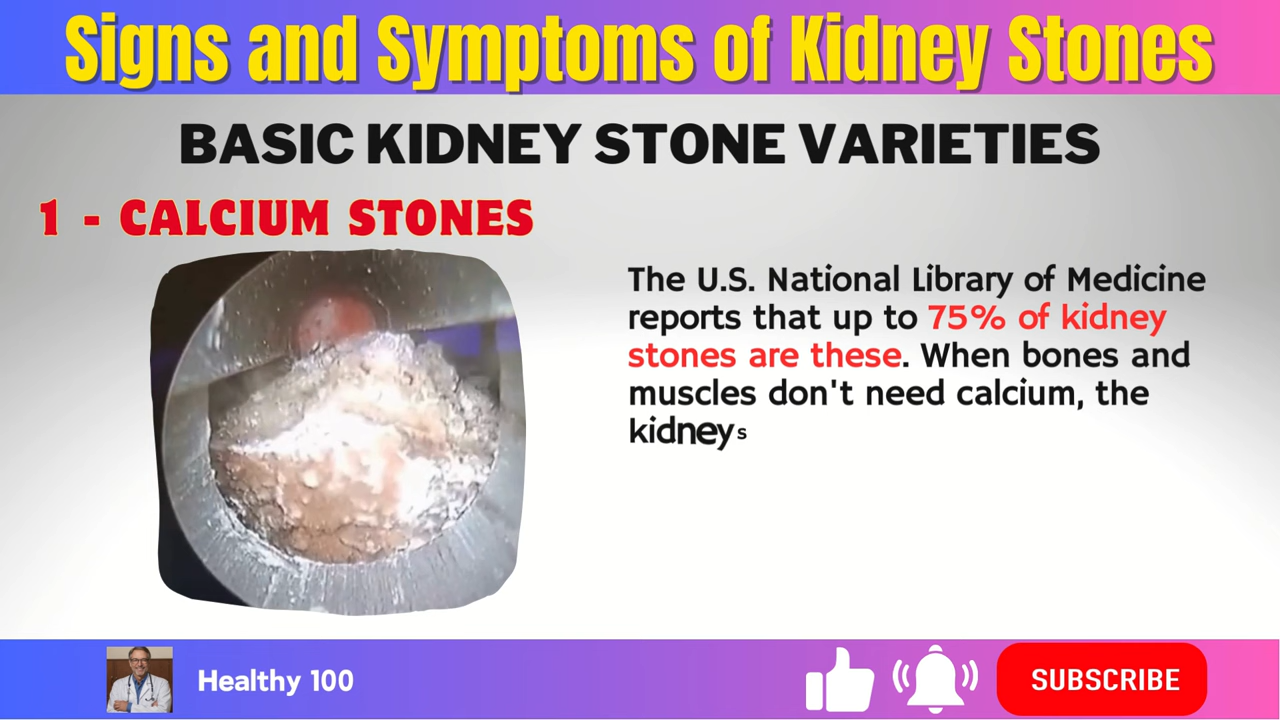 Signs and Symptoms of Kidney Stones
BASIC KIDNEY STONE VARIETIES
1 - CALCIUM STONES
The U.S. National Library of Medicine
reports that up to 75% of kidney
stones are these. When bones and
muscles don't need calcium, the
kidneys
Healthy 100
SUBSCRIBE